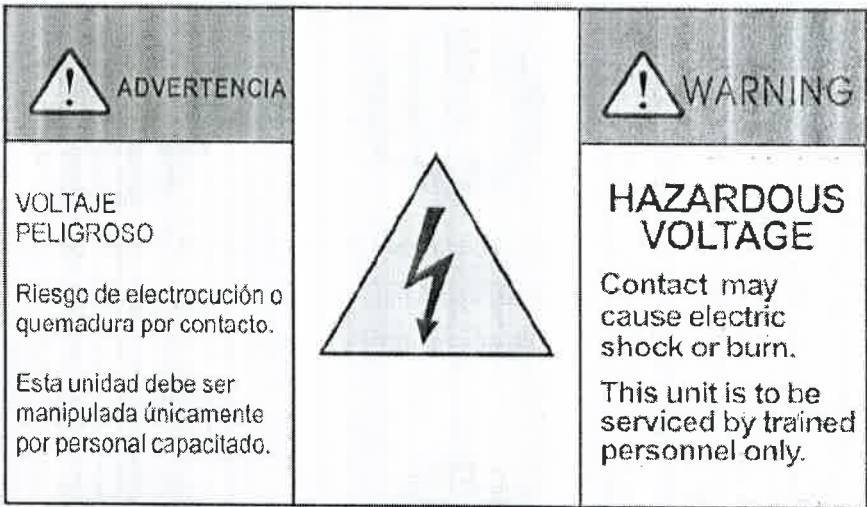 ADVERTENCIA
VOLTAJE
PELIGROSO
Riesgo de electrocución o
quemadura por contacto.
Esta unidad debe ser
manipulada únicamente
por personal capacitado.
WARNING
HAZARDOUS
VOLTAGE
Contact may
cause electric
shock or burn.
This unit is to be
serviced by trained
personnel only.